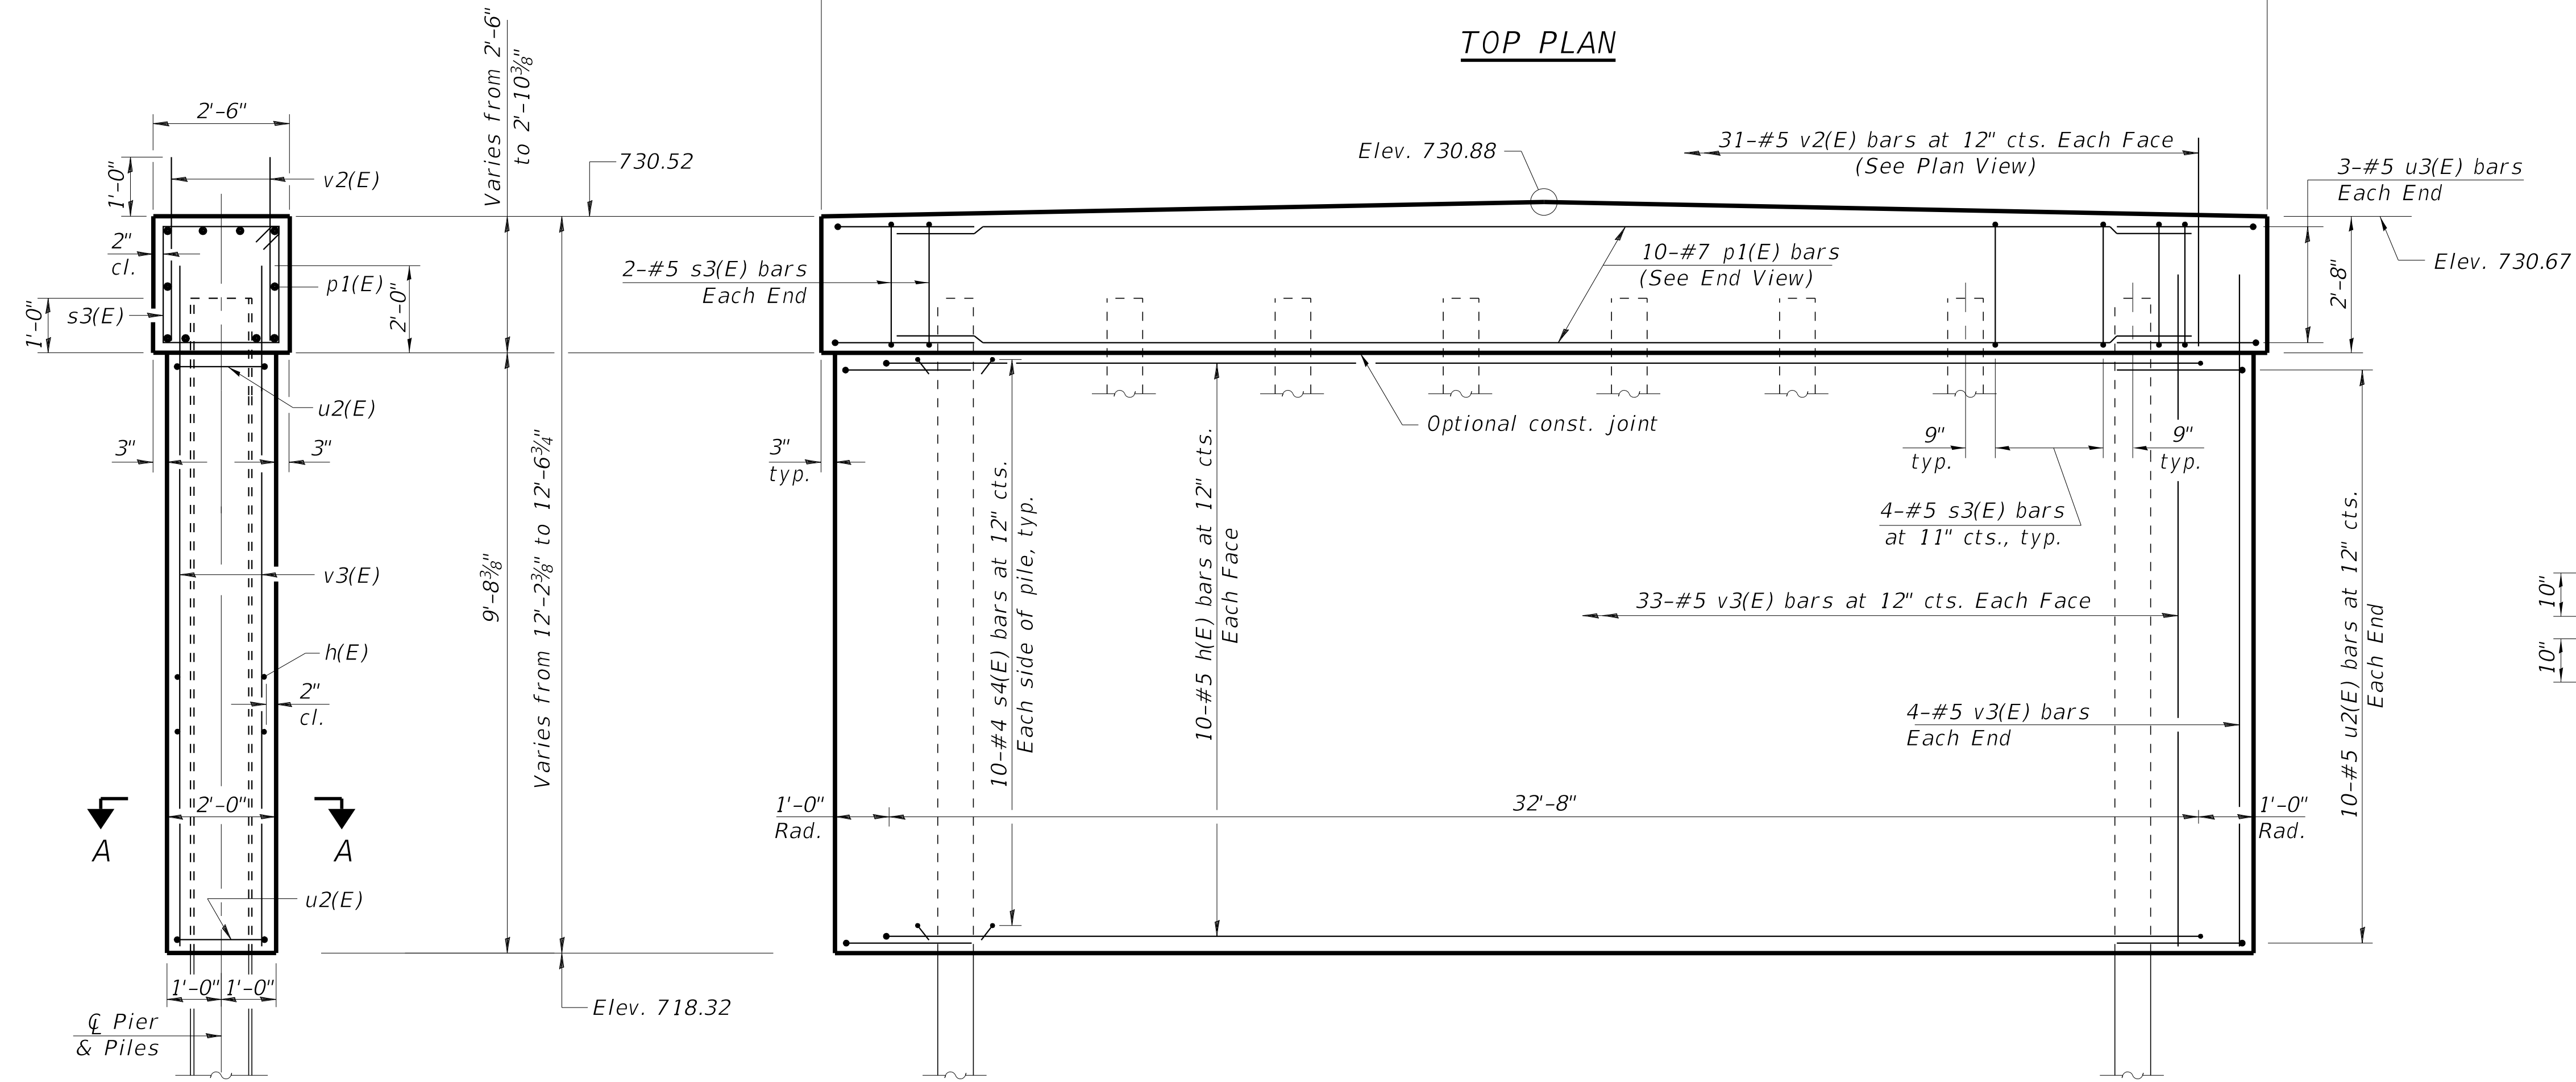 TOP PLAN
2'-6"
1'-0"
v2(E)
2"
cl.
s3(E)
1'-0"
p1(E)
2'-0"
u2(E)
3"
3"
v3(E)
h(E)
2"
cl.
2'-0"
A
A
u2(E)
1'-0"
1'-0"
℄ Pier
& Piles
Varies from 2'-6"
to 2'-10⅜"
9'-8⅜"
Varies from 12'-2⅜" to 12'-6¾"
730.52
Elev. 718.32
Elev. 730.88
31-#5 v2(E) bars at 12" cts. Each Face
(See Plan View)
3-#5 u3(E) bars
Each End
2'-8"
Elev. 730.67
2-#5 s3(E) bars
Each End
10-#7 p1(E) bars
(See End View)
Optional const. joint
3"
typ.
9"
typ.
9"
typ.
4-#5 s3(E) bars
at 11" cts., typ.
10-#4 s4(E) bars at 12" cts.
Each side of pile, typ.
10-#5 h(E) bars at 12" cts.
Each Face
33-#5 v3(E) bars at 12" cts. Each Face
4-#5 v3(E) bars
Each End
10-#5 u2(E) bars at 12" cts.
Each End
1'-0"
Rad.
32'-8"
1'-0"
Rad.
10"
10"